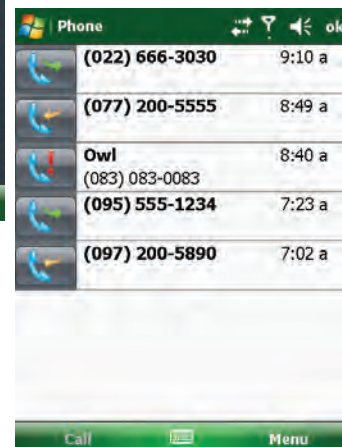 Phone
ok
(022) 666-3030 9:10 a
(077) 200-5555 8:49 a
Owl 8:40 a
(083) 083-0083
(095) 555-1234 7:23 a
(097) 200-5890 7:02 a
Call Menu